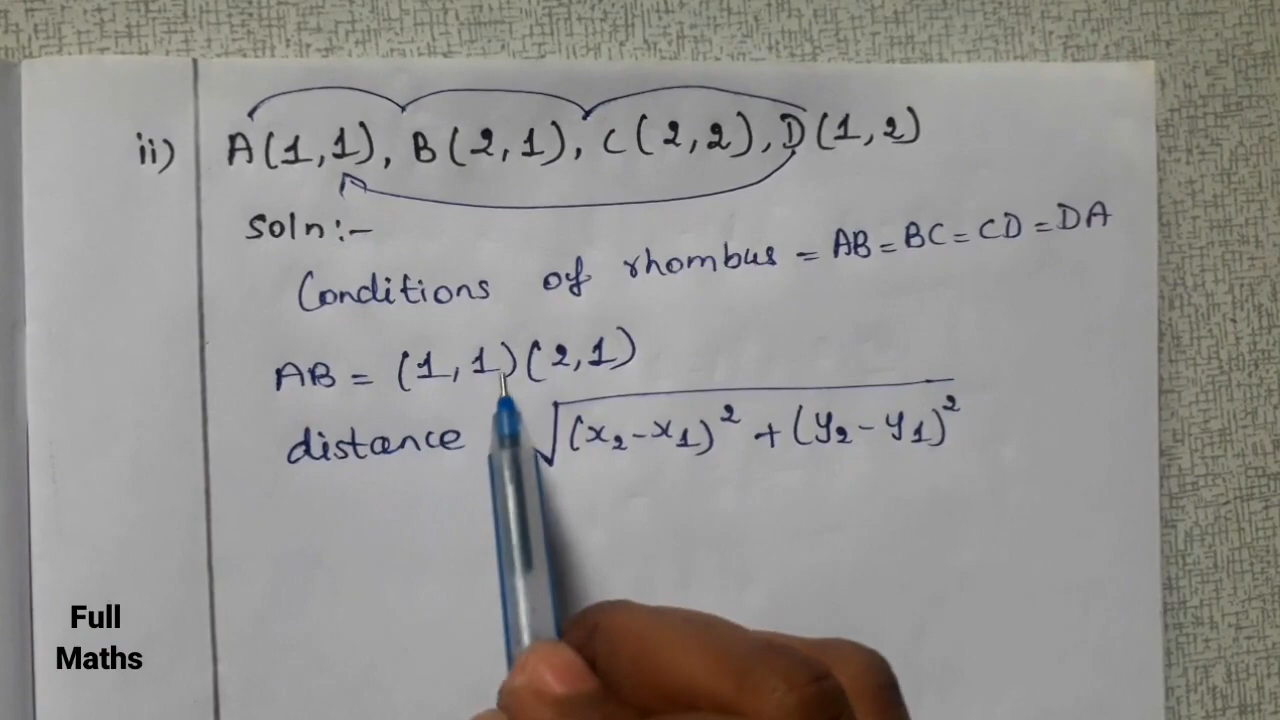 ii) A(1,1), B(2,1), C(2,2), D(1,2)
Soln:-
Conditions of rhombus = AB = BC = CD = DA
AB = (1,1)(2,1)
distance √(x₂-x₁)² + (y₂-y₁)²
Full
Maths